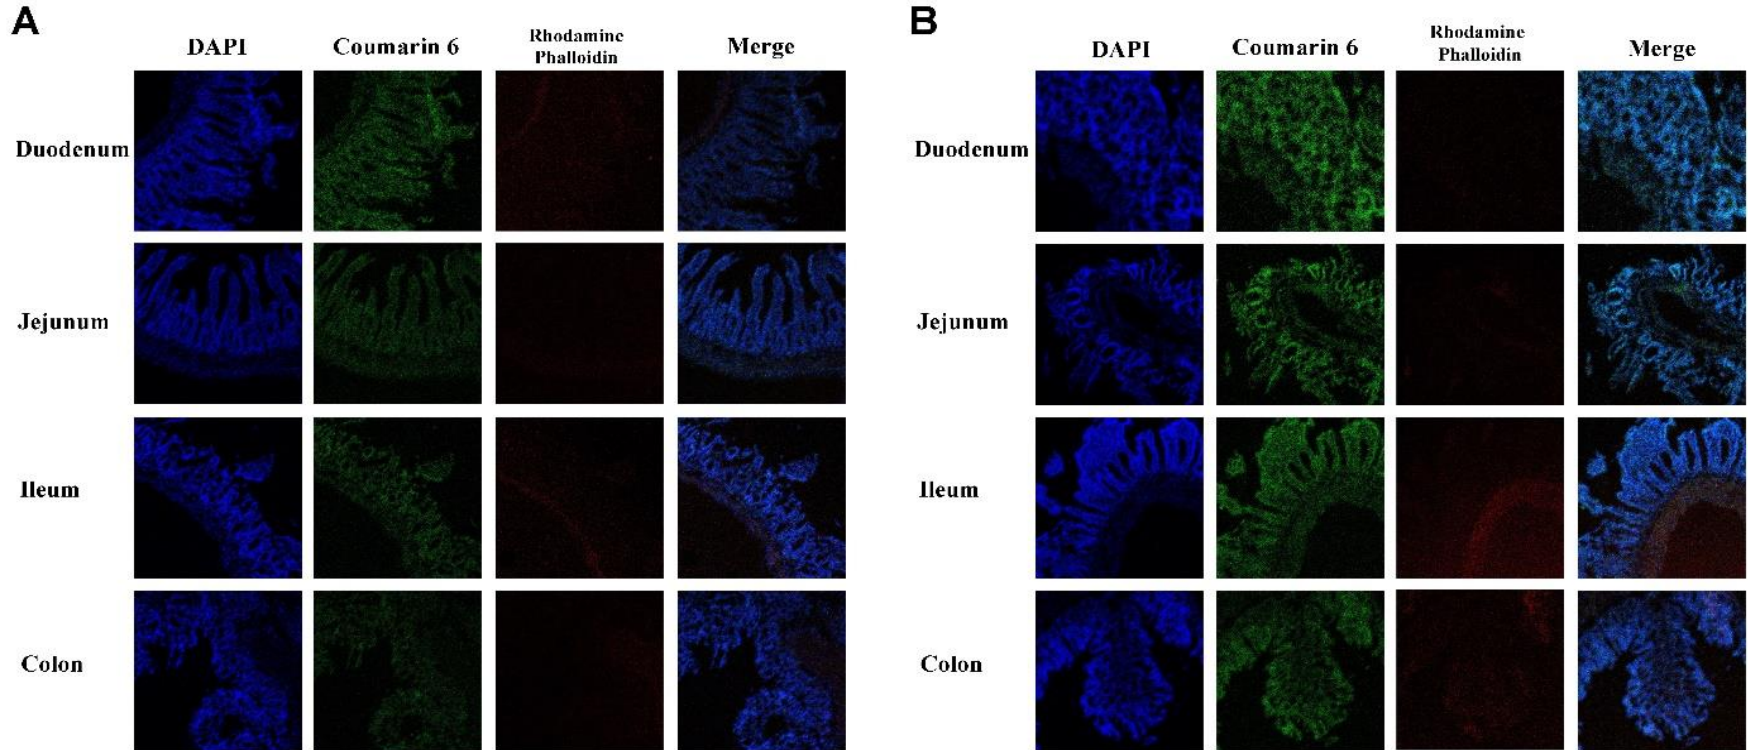 A
DAPI
Coumarin 6
Rhodamine
Phalloidin
Merge
Duodenum
Jejunum
Ileum
Colon
B
DAPI
Coumarin 6
Rhodamine
Phalloidin
Merge
Duodenum
Jejunum
Ileum
Colon